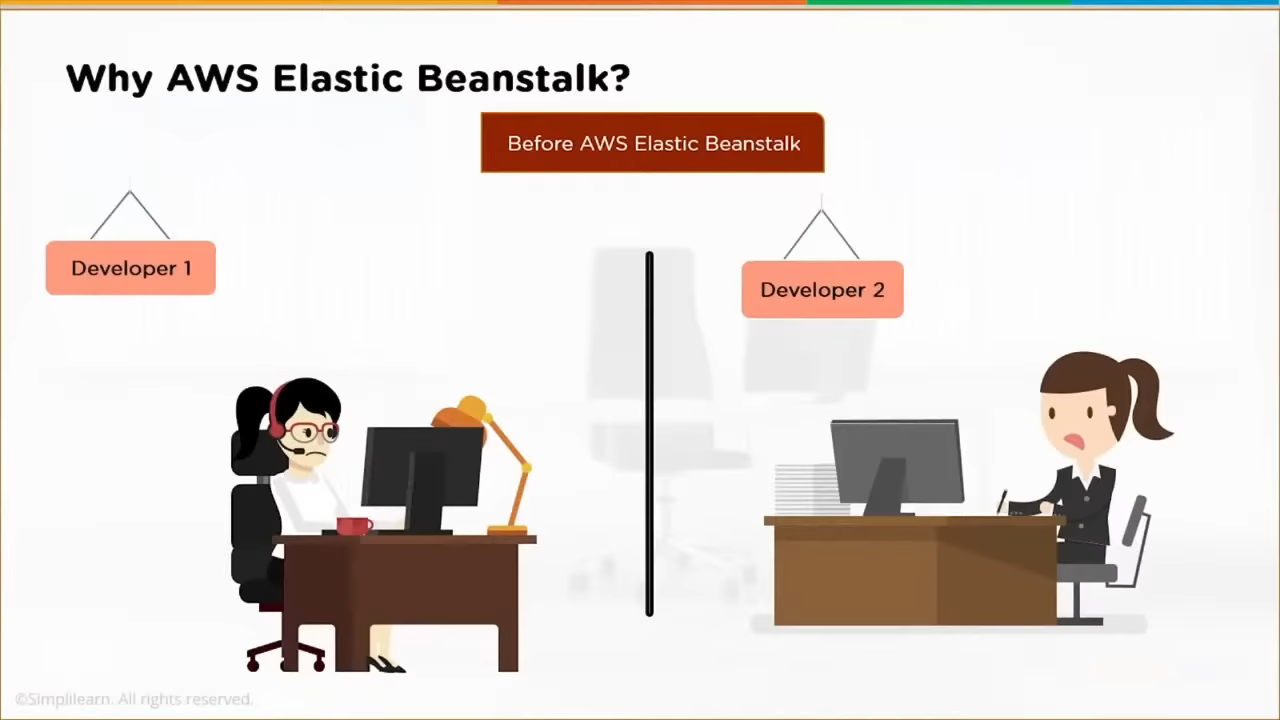 Why AWS Elastic Beanstalk?
Before AWS Elastic Beanstalk
Developer 1
Developer 2
©Simplilearn. All rights reserved.